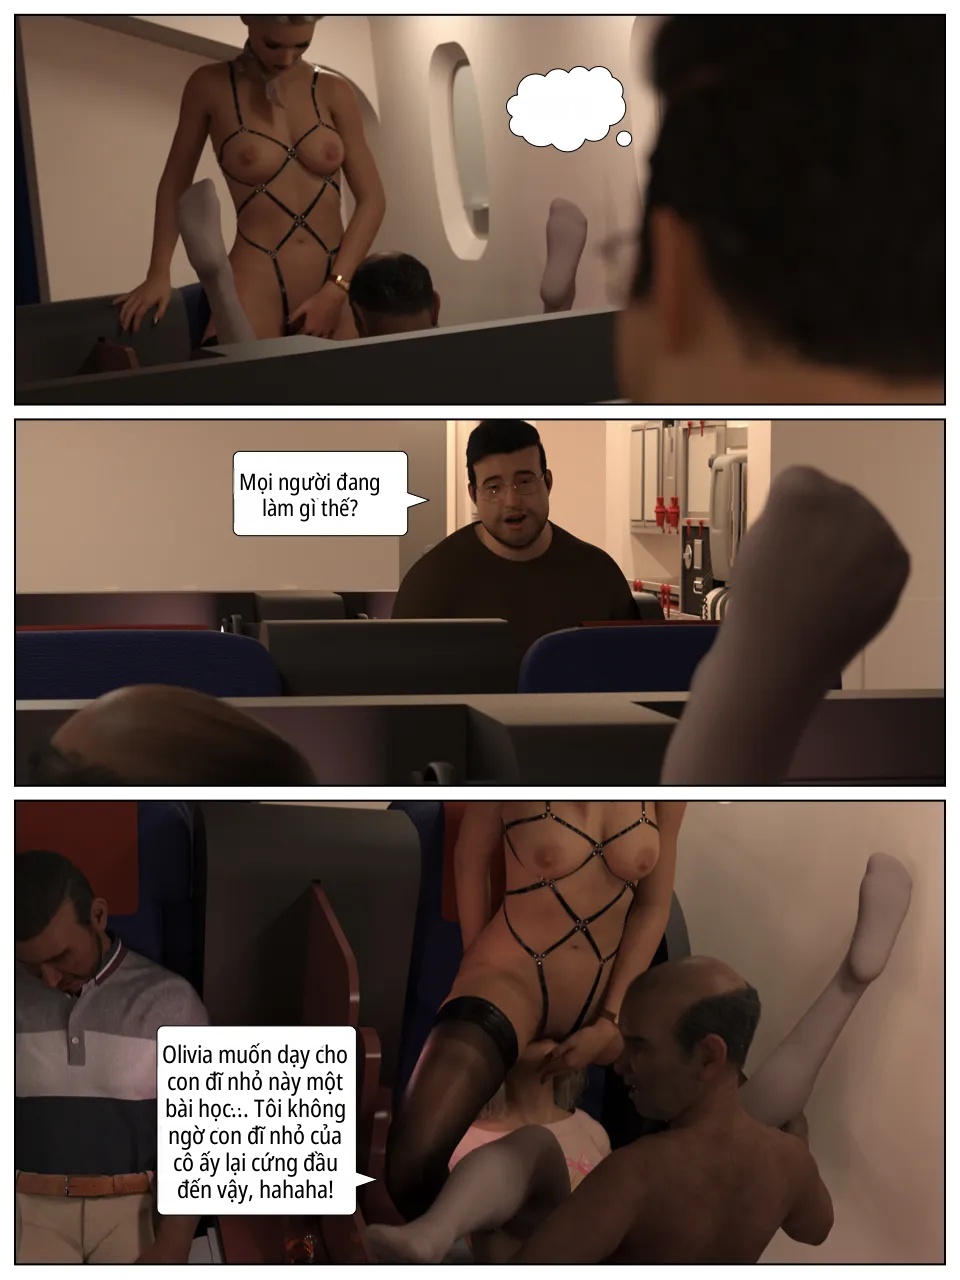 Mọi người đang
làm gì thế?
Olivia muốn dạy cho
con đĩ nhỏ này một
bài học... Tôi không
ngờ con đĩ nhỏ của
cô ấy lại cứng đầu
đến vậy, hahaha!